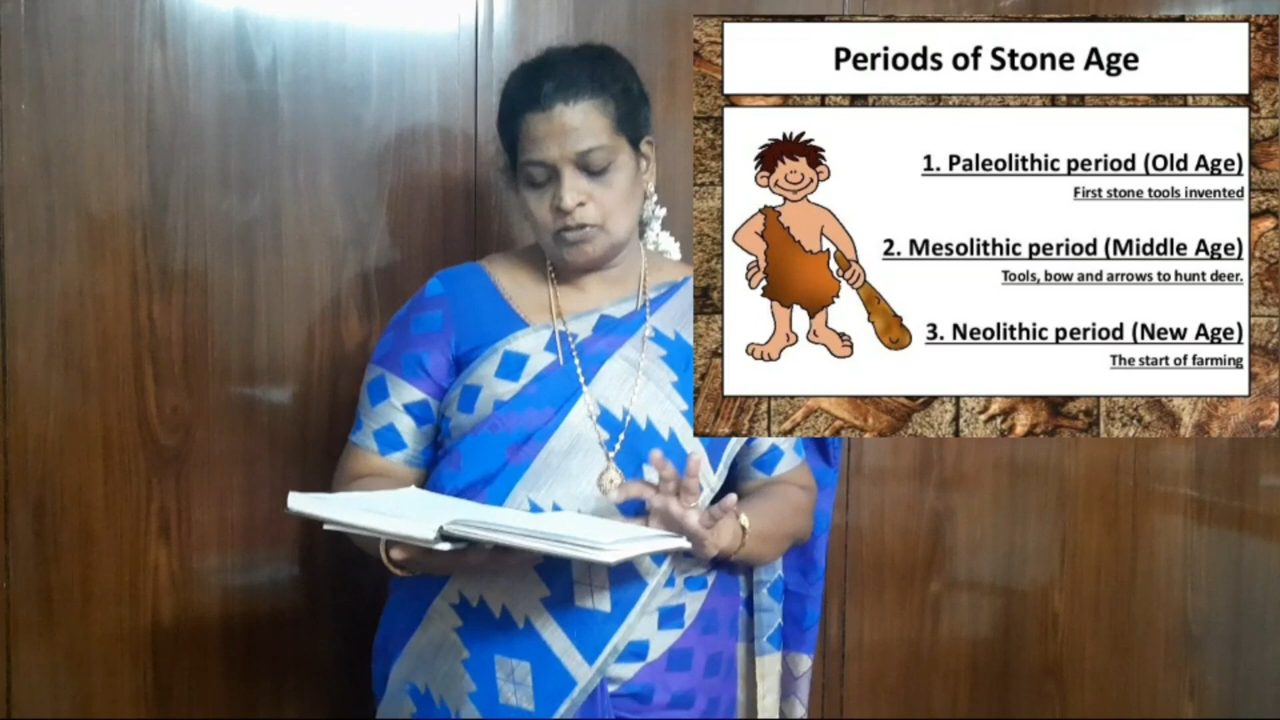 Periods of Stone Age
1. Paleolithic period (Old Age)
First stone tools invented
2. Mesolithic period (Middle Age)
Tools, bow and arrows to hunt deer.
3. Neolithic period (New Age)
The start of farming